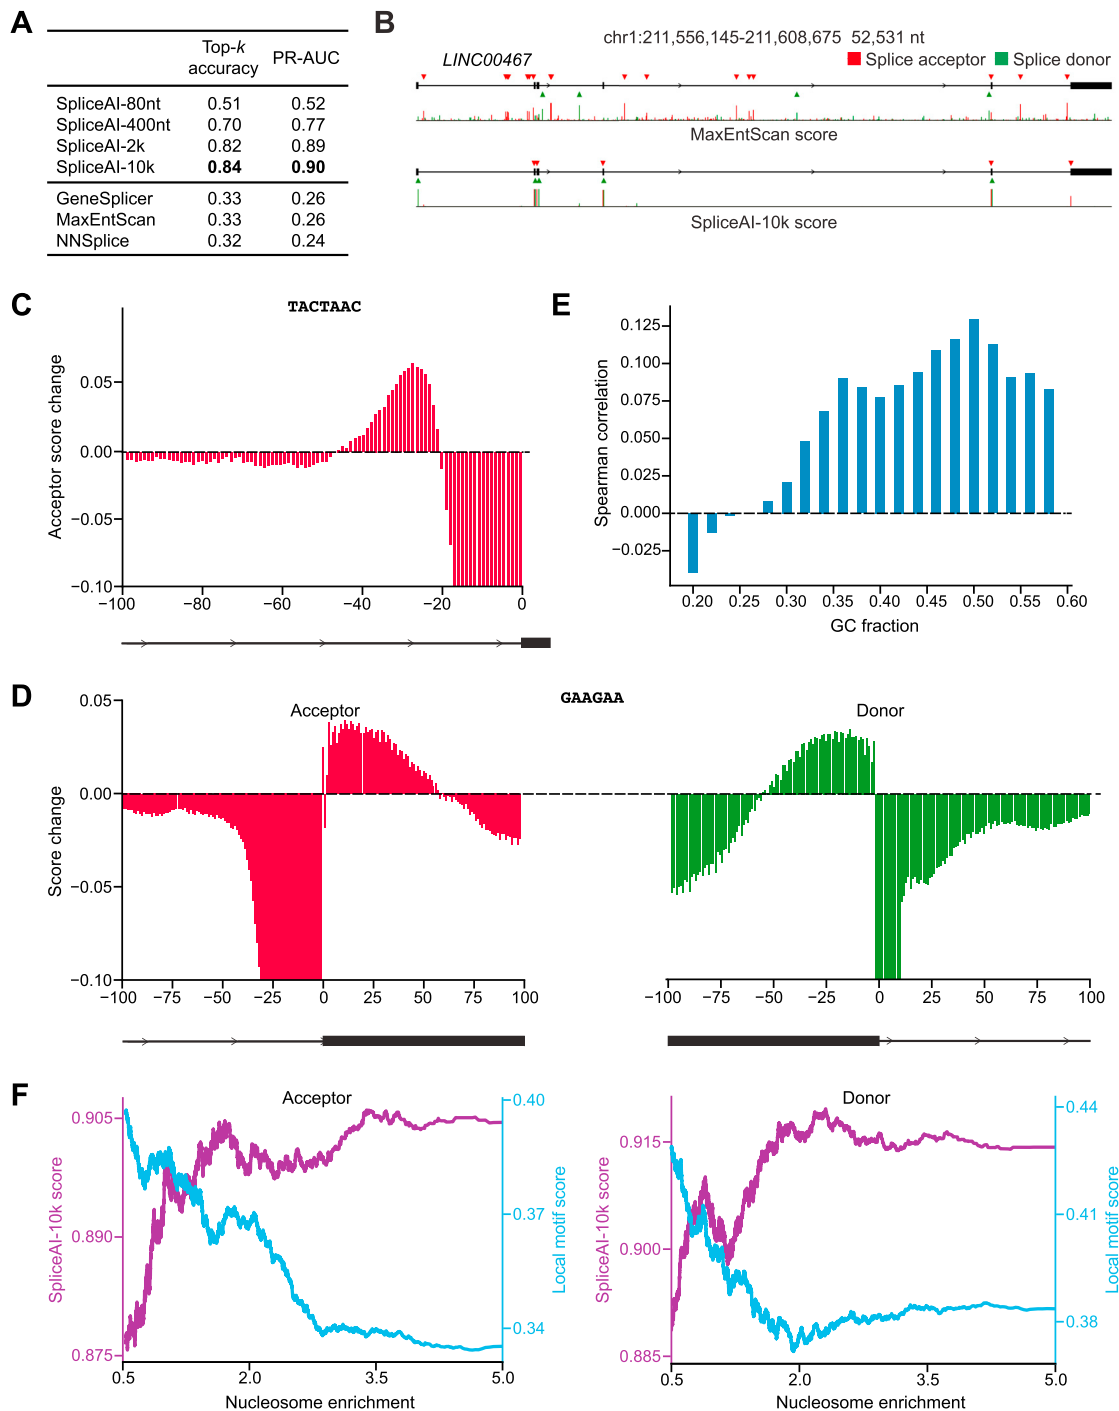 A
Top-k accuracy PR-AUC
SpliceAI-80nt 0.51 0.52
SpliceAI-400nt 0.70 0.77
SpliceAI-2k 0.82 0.89
SpliceAI-10k 0.84 0.90
GeneSplicer 0.33 0.26
MaxEntScan 0.33 0.26
NNSplice 0.32 0.24
B
chr1:211,556,145-211,608,675 52,531 nt
LINC00467
Splice acceptor Splice donor
MaxEntScan score
SpliceAI-10k score
C
TACTAAC
Acceptor score change
0.05
0.00
−0.05
−0.10
−100 −80 −60 −40 −20 0
E
Spearman correlation
0.125
0.100
0.075
0.050
0.025
0.000
−0.025
0.20 0.25 0.30 0.35 0.40 0.45 0.50 0.55 0.60
GC fraction
D
GAAGAA
Acceptor
Donor
Score change
0.05
0.00
−0.05
−0.10
−100 −75 −50 −25 0 25 50 75 100
−100 −75 −50 −25 0 25 50 75 100
F
Acceptor
SpliceAI-10k score
0.905
0.890
0.875
Local motif score
0.40
0.37
0.34
0.5 2.0 3.5 5.0
Nucleosome enrichment
Donor
SpliceAI-10k score
0.915
0.900
0.885
Local motif score
0.44
0.41
0.38
0.5 2.0 3.5 5.0
Nucleosome enrichment